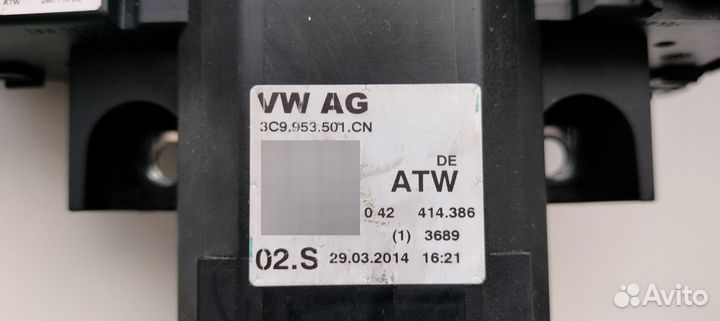 ATW
VW AG
3C9.953.501.CN
DE
ATW
0 42 414.386
(1) 3689
02.S 29.03.2014 16:21
Avito